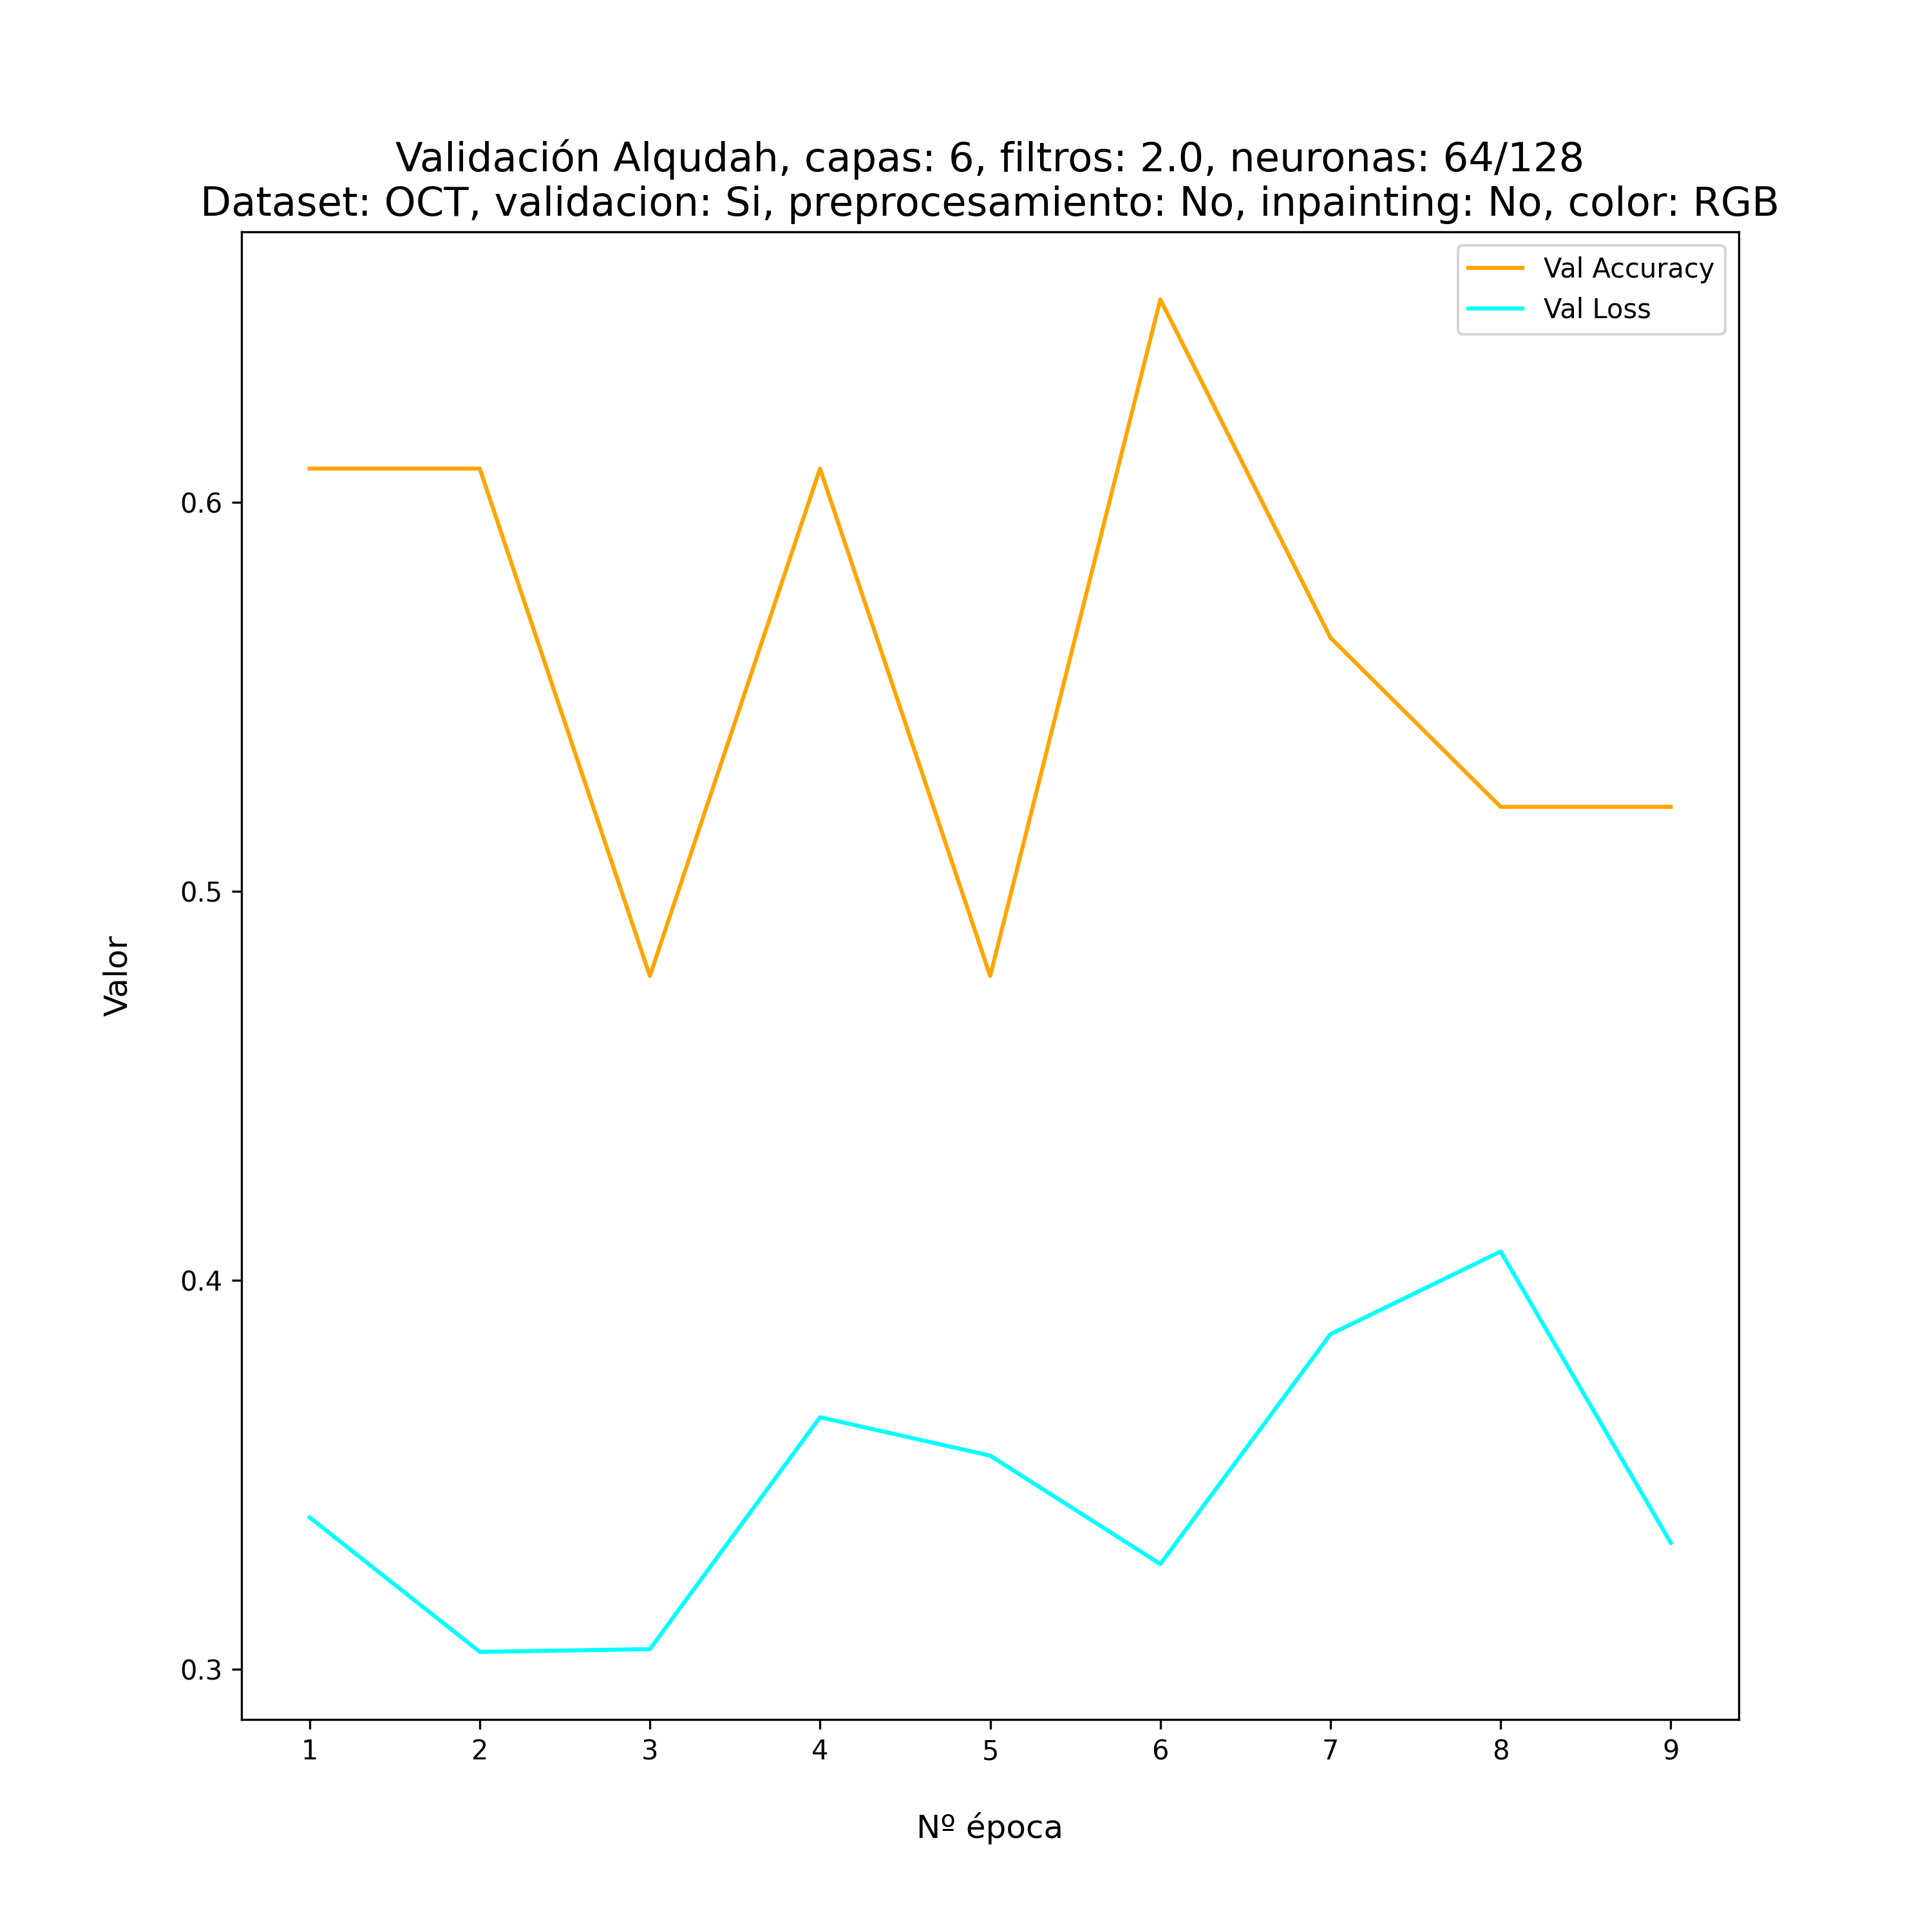 Validación Alqudah, capas: 6, filtros: 2.0, neuronas: 64/128
Dataset: OCT, validacion: Si, preprocesamiento: No, inpainting: No, color: RGB
Val Accuracy
Val Loss
0.6
0.5
0.4
0.3
Valor
1 2 3 4 5 6 7 8 9
Nº época